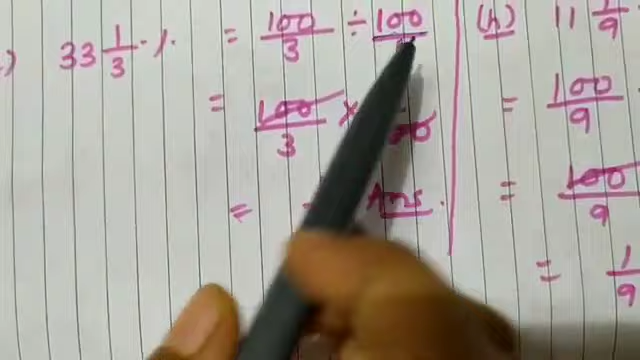 33 1/3 % = 100/3 ÷ 100
= 100/3 ×
= Ans.
(h) 11 1/9
= 100/9
= 100/9
= 1/9